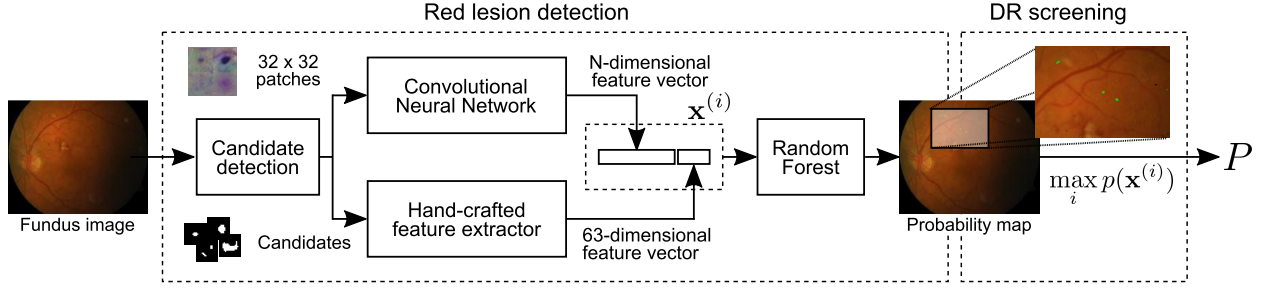 Red lesion detection
DR screening
32 x 32
patches
Convolutional
Neural Network
N-dimensional
feature vector
x^{(i)}
Candidate
detection
Random
Forest
P
max p(x^{(i)})
i
Fundus image
Candidates
Hand-crafted
feature extractor
63-dimensional
feature vector
Probability map